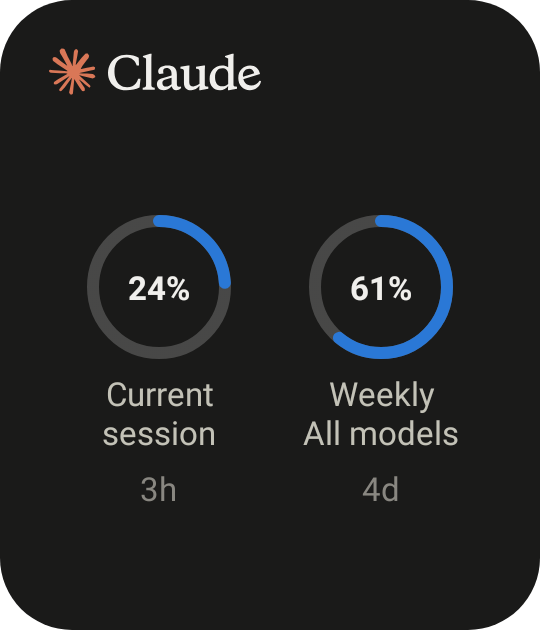 Claude
24%
61%
Current
session
3h
Weekly
All models
4d